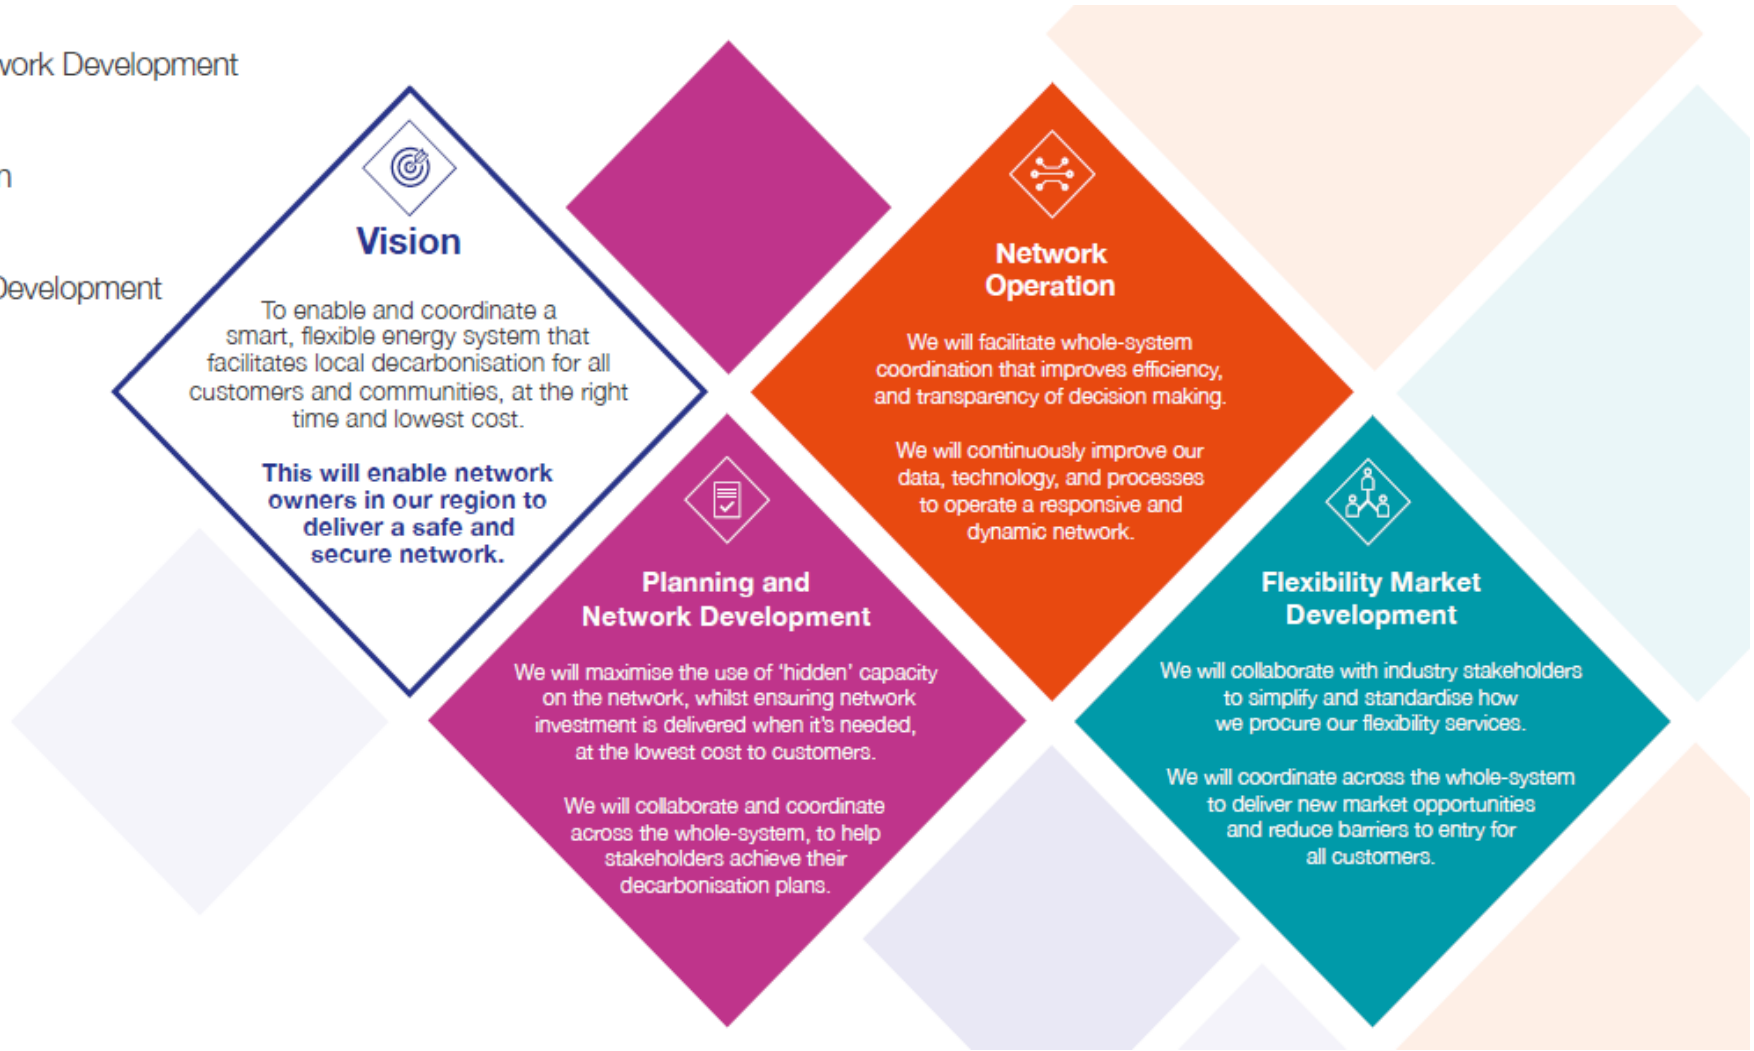 Development
Development
Vision
To enable and coordinate a
smart, flexible energy system that
facilitates local decarbonisation for all
customers and communities, at the right
time and lowest cost.
This will enable network
owners in our region to
deliver a safe and
secure network.
Planning and
Network Development
We will maximise the use of ‘hidden’ capacity
on the network, whilst ensuring network
investment is delivered when it's needed,
at the lowest cost to customers.
We will collaborate and coordinate
across the whole-system, to help
stakeholders achieve their
decarbonisation plans.
Network
Operation
We will facilitate whole-system
coordination that improves efficiency,
and transparency of decision making.
We will continuously improve our
data, technology, and processes
to operate a responsive and
dynamic network.
Flexibility Market
Development
We will collaborate with industry stakeholders
to simplify and standardise how
we procure our flexibility services.
We will coordinate across the whole-system
to deliver new market opportunities
and reduce barriers to entry for
all customers.